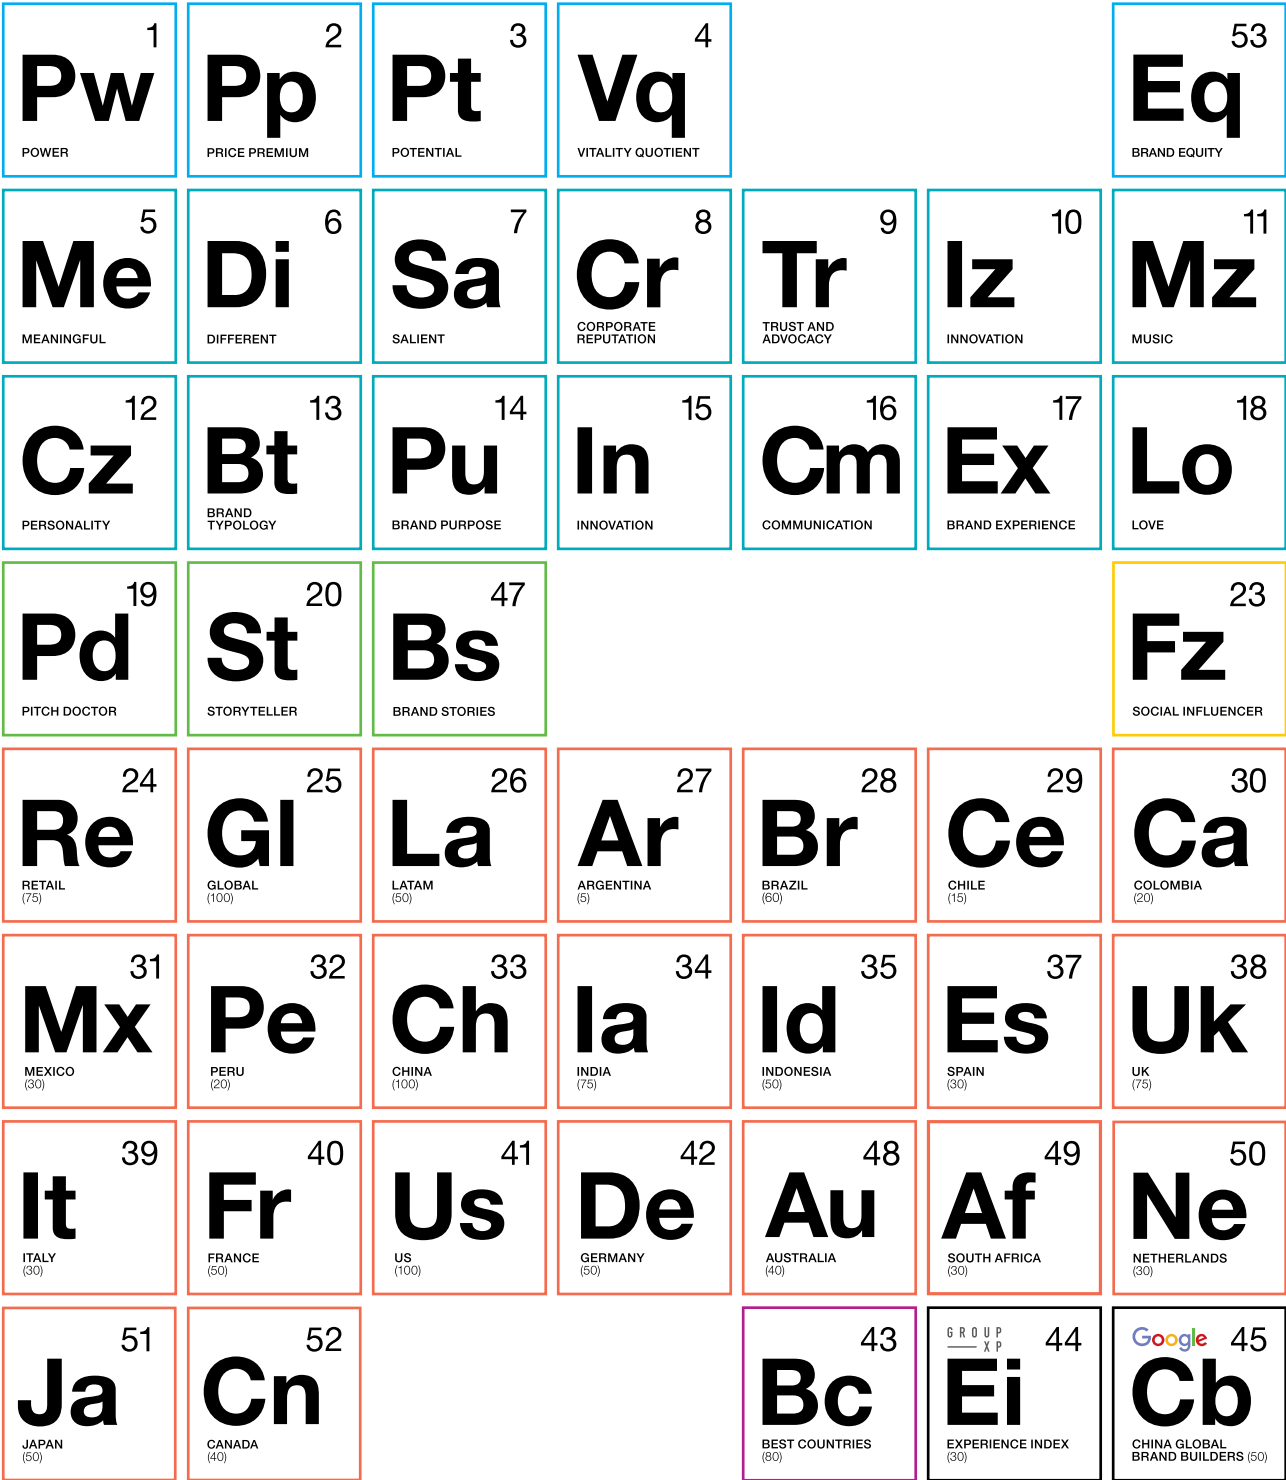 1
Pw
POWER
2
Pp
PRICE PREMIUM
3
Pt
POTENTIAL
4
Vq
VITALITY QUOTIENT
53
Eq
BRAND EQUITY
5
Me
MEANINGFUL
6
Di
DIFFERENT
7
Sa
SALIENT
8
Cr
CORPORATE
REPUTATION
9
Tr
TRUST AND
ADVOCACY
10
Iz
INNOVATION
11
Mz
MUSIC
12
Cz
PERSONALITY
13
Bt
BRAND
TYPOLOGY
14
Pu
BRAND PURPOSE
15
In
INNOVATION
16
Cm
COMMUNICATION
17
Ex
BRAND EXPERIENCE
18
Lo
LOVE
19
Pd
PITCH DOCTOR
20
St
STORYTELLER
47
Bs
BRAND STORIES
23
Fz
SOCIAL INFLUENCER
24
Re
RETAIL
(75)
25
Gl
GLOBAL
(100)
26
La
LATAM
(50)
27
Ar
ARGENTINA
(5)
28
Br
BRAZIL
(60)
29
Ce
CHILE
(15)
30
Ca
COLOMBIA
(20)
31
Mx
MEXICO
(30)
32
Pe
PERU
(20)
33
Ch
CHINA
(100)
34
Ia
INDIA
(75)
35
Id
INDONESIA
(50)
37
Es
SPAIN
(30)
38
Uk
UK
(75)
39
It
ITALY
(30)
40
Fr
FRANCE
(50)
41
Us
US
(100)
42
De
GERMANY
(50)
48
Au
AUSTRALIA
(40)
49
Af
SOUTH AFRICA
(30)
50
Ne
NETHERLANDS
(30)
51
Ja
JAPAN
(50)
52
Cn
CANADA
(40)
43
Bc
BEST COUNTRIES
(80)
GROUP
XP
44
Ei
EXPERIENCE INDEX
(30)
Google 45
Cb
CHINA GLOBAL
BRAND BUILDERS (50)